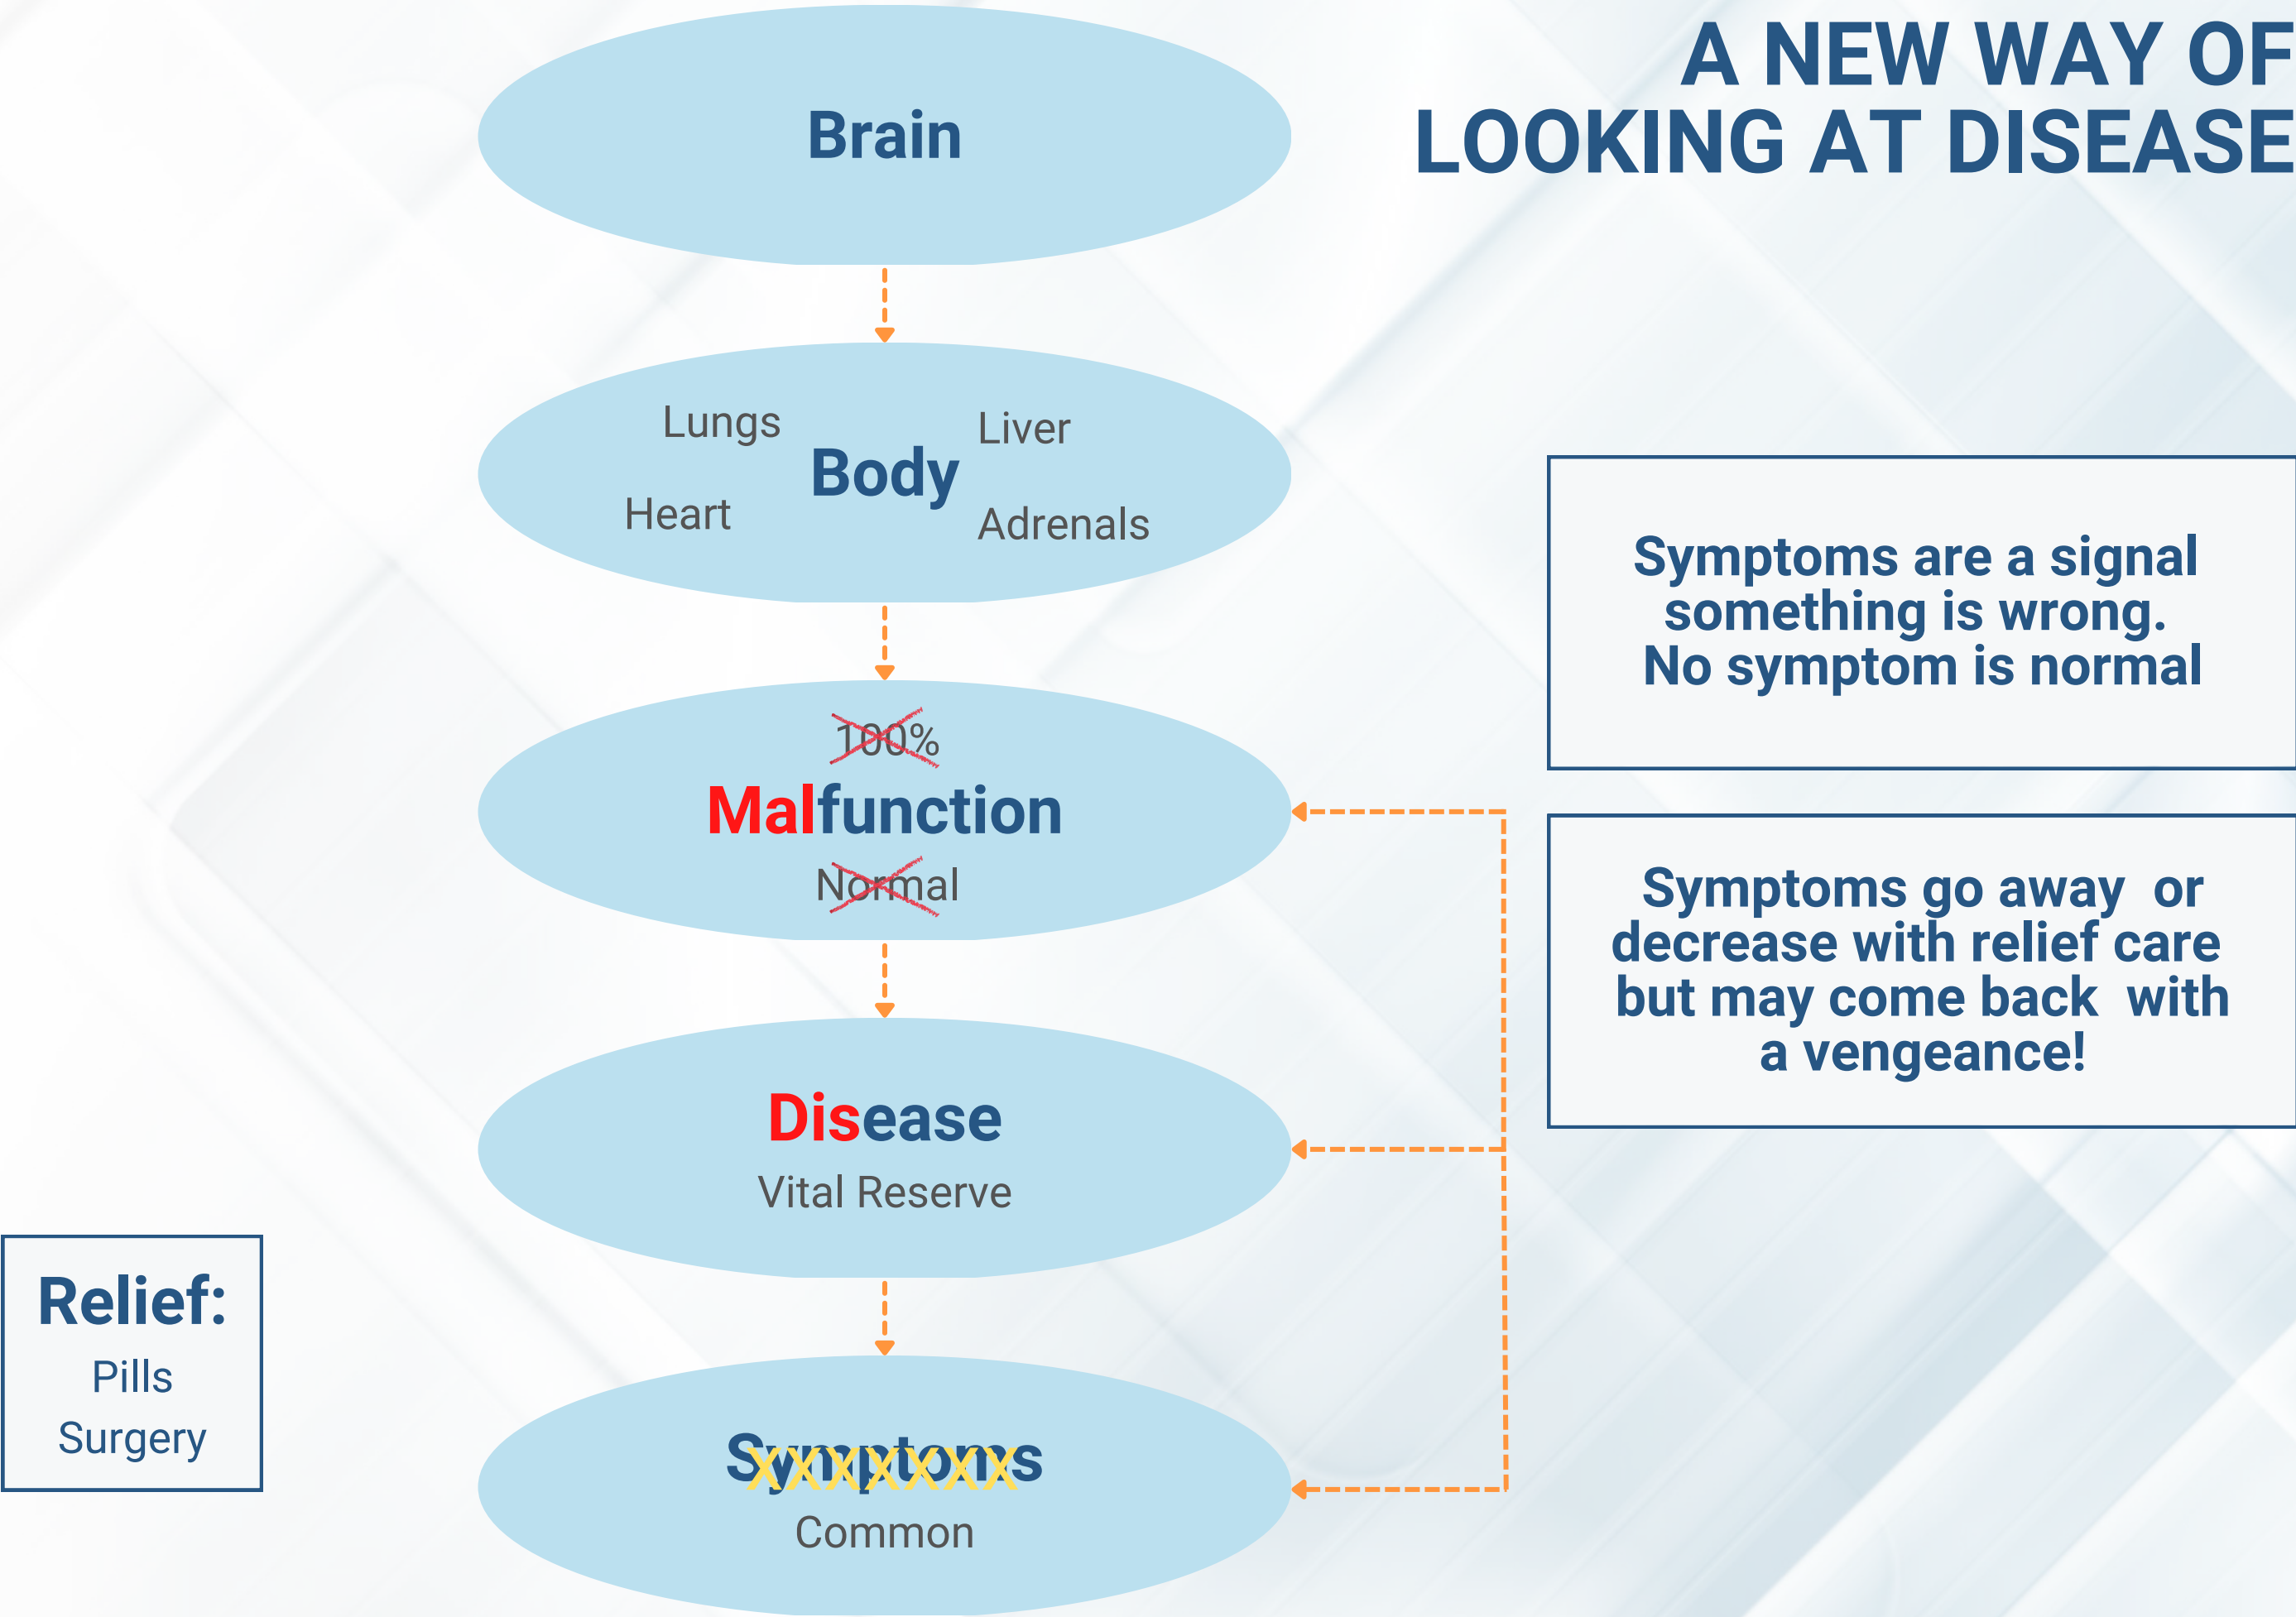 A NEW WAY OF
LOOKING AT DISEASE
Brain
Lungs
Liver
Body
Heart
Adrenals
100%
Malfunction
Normal
Disease
Vital Reserve
Symptoms
XXXXXXX
Common
Symptoms are a signal
something is wrong.
No symptom is normal
Symptoms go away  or
decrease with relief care
but may come back  with
a vengeance!
Relief:
Pills
Surgery